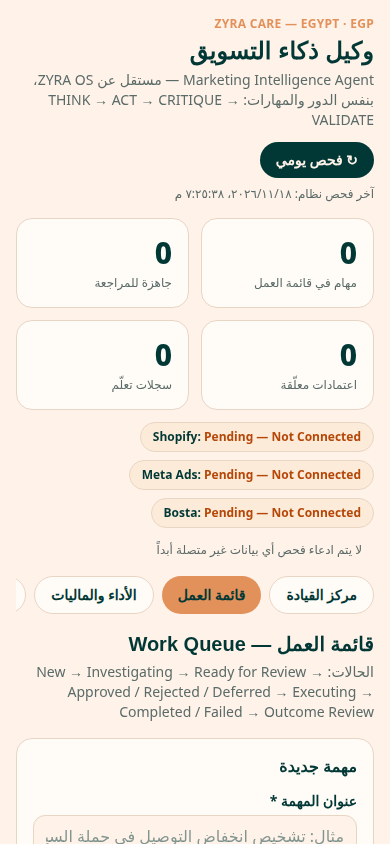 ZYRA CARE — EGYPT · EGP
وكيل ذكاء التسويق
Marketing Intelligence Agent — مستقل عن ZYRA OS،
بنفس الدور والمهارات: THINK → ACT → CRITIQUE →
VALIDATE
↻ فحص يومي
آخر فحص نظام: ١٨‏/١١‏/٢٠٢٦، ٧:٢٥:٣٨ م
0
مهام في قائمة العمل
0
جاهزة للمراجعة
0
اعتمادات معلّقة
0
سجلات تعلّم
Shopify: Pending — Not Connected
Meta Ads: Pending — Not Connected
Bosta: Pending — Not Connected
لا يتم ادعاء فحص أي بيانات غير متصلة أبداً
مركز القيادة
قائمة العمل
الأداء والماليات
قائمة العمل — Work Queue
الحالات: New → Investigating → Ready for Review →
Approved / Rejected / Deferred → Executing →
Completed / Failed → Outcome Review
مهمة جديدة
عنوان المهمة *
مثال: تشخيص انخفاض التوصيل في حملة